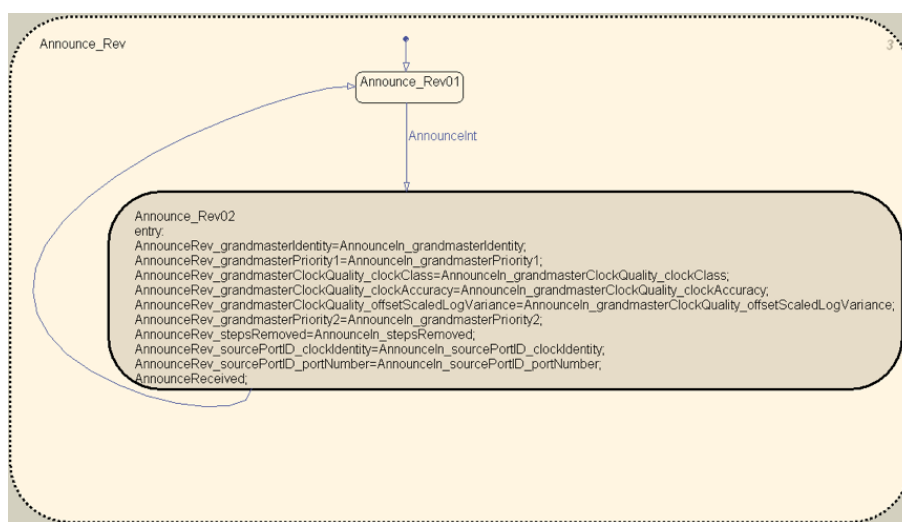 Announce_Rev
3
Announce_Rev01
AnnounceInt
Announce_Rev02
entry:
AnnounceRev_grandmasterIdentity=AnnounceIn_grandmasterIdentity;
AnnounceRev_grandmasterPriority1=AnnounceIn_grandmasterPriority1;
AnnounceRev_grandmasterClockQuality_clockClass=AnnounceIn_grandmasterClockQuality_clockClass;
AnnounceRev_grandmasterClockQuality_clockAccuracy=AnnounceIn_grandmasterClockQuality_clockAccuracy;
AnnounceRev_grandmasterClockQuality_offsetScaledLogVariance=AnnounceIn_grandmasterClockQuality_offsetScaledLogVariance;
AnnounceRev_grandmasterPriority2=AnnounceIn_grandmasterPriority2;
AnnounceRev_stepsRemoved=AnnounceIn_stepsRemoved;
AnnounceRev_sourcePortID_clockIdentity=AnnounceIn_sourcePortID_clockIdentity;
AnnounceRev_sourcePortID_portNumber=AnnounceIn_sourcePortID_portNumber;
AnnounceReceived;